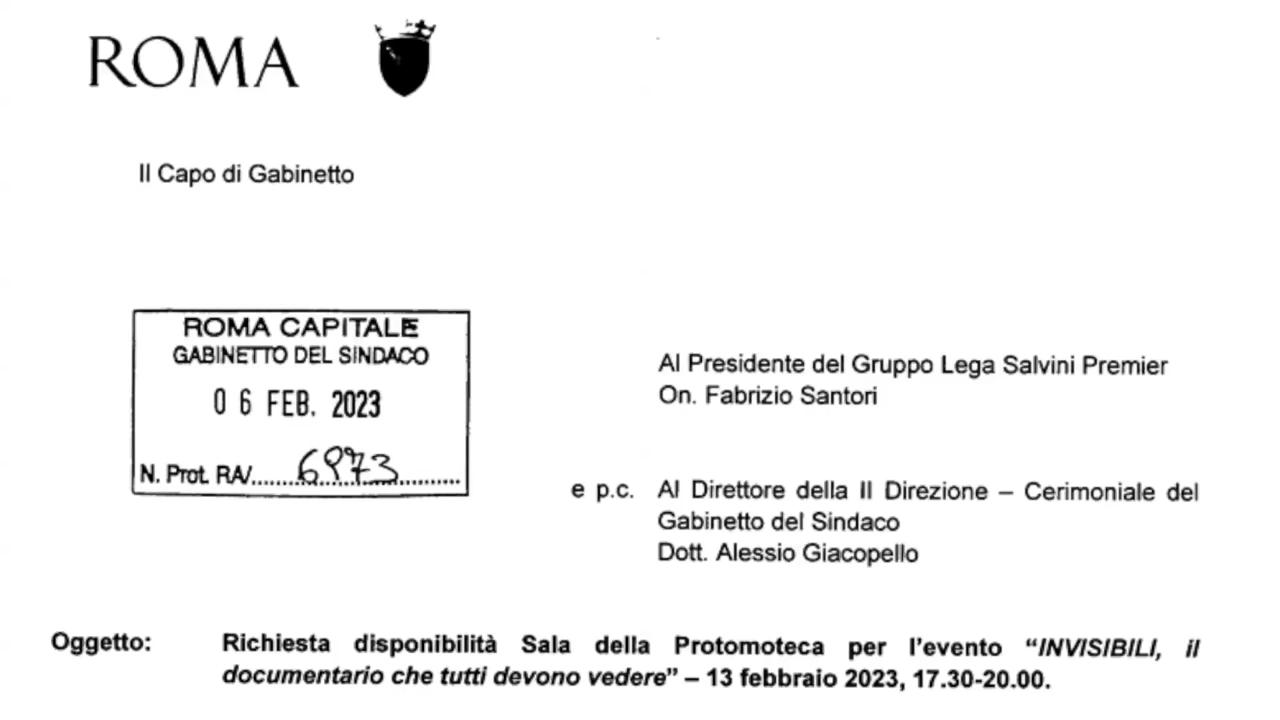 ROMA
Il Capo di Gabinetto
ROMA CAPITALE
GABINETTO DEL SINDACO
06 FEB. 2023
N. Prot. RA/......6973..........
Al Presidente del Gruppo Lega Salvini Premier
On. Fabrizio Santori
e p.c. Al Direttore della II Direzione – Cerimoniale del
Gabinetto del Sindaco
Dott. Alessio Giacopello
Oggetto: Richiesta disponibilità Sala della Protomoteca per l'evento “INVISIBILI, il
documentario che tutti devono vedere” – 13 febbraio 2023, 17.30-20.00.